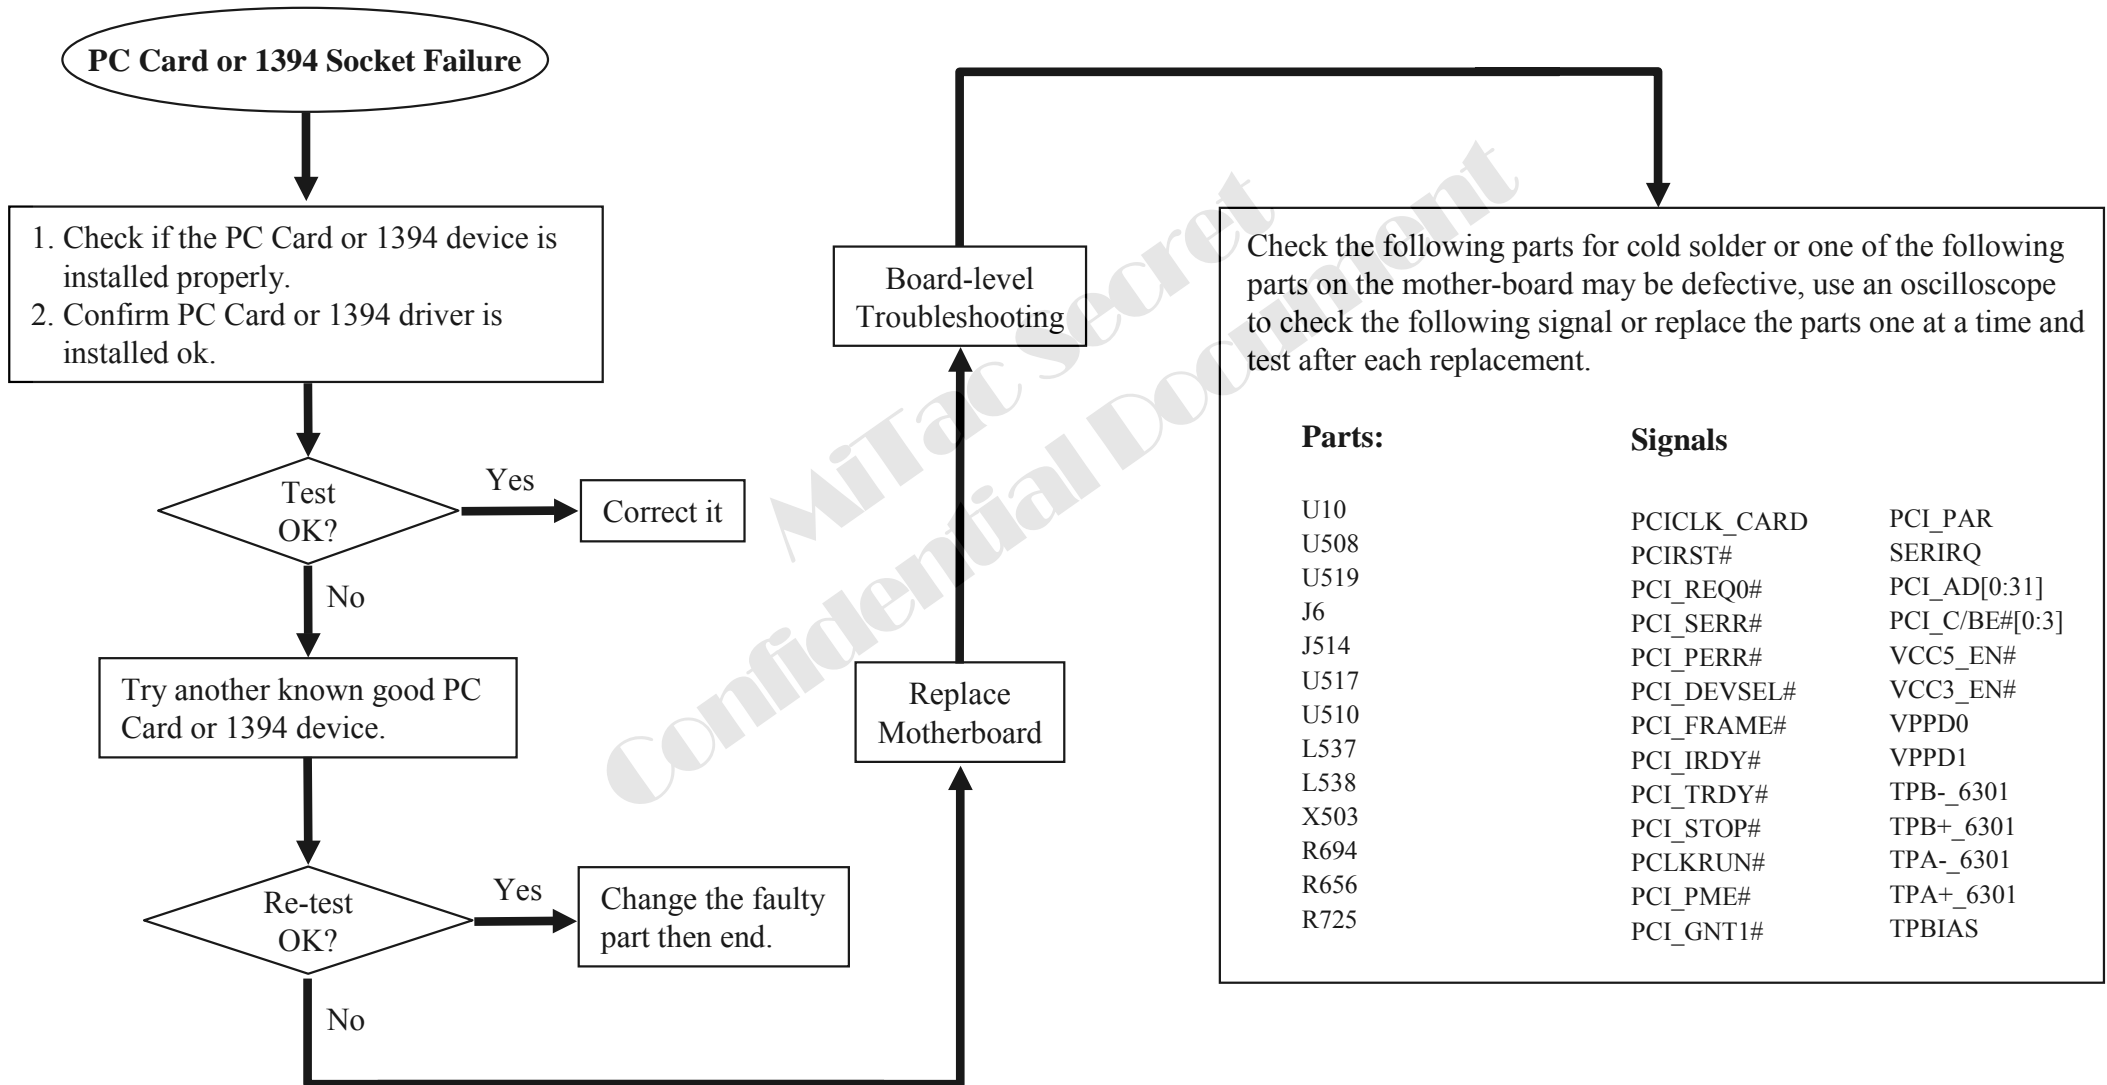 PC Card or 1394 Socket Failure
1. Check if the PC Card or 1394 device is
installed properly.
2. Confirm PC Card or 1394 driver is
installed ok.
Test
OK?
Yes
Correct it
No
Try another known good PC
Card or 1394 device.
Re-test
OK?
Yes
Change the faulty
part then end.
No
Replace
Motherboard
Board-level
Troubleshooting
Check the following parts for cold solder or one of the following
parts on the mother-board may be defective, use an oscilloscope
to check the following signal or replace the parts one at a time and
test after each replacement.
Parts:
U10
U508
U519
J6
J514
U517
U510
L537
L538
X503
R694
R656
R725
Signals
PCICLK_CARD
PCIRST#
PCI_REQ0#
PCI_SERR#
PCI_PERR#
PCI_DEVSEL#
PCI_FRAME#
PCI_IRDY#
PCI_TRDY#
PCI_STOP#
PCLKRUN#
PCI_PME#
PCI_GNT1#
PCI_PAR
SERIRQ
PCI_AD[0:31]
PCI_C/BE#[0:3]
VCC5_EN#
VCC3_EN#
VPPD0
VPPD1
TPB-_6301
TPB+_6301
TPA-_6301
TPA+_6301
TPBIAS
MiTac Secret
Confidential Document